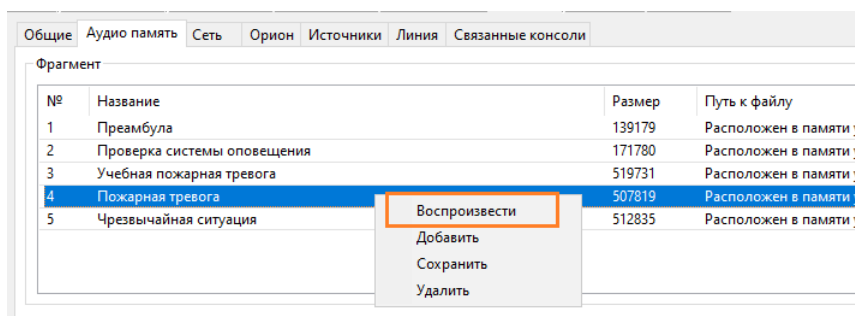 Общие Аудио память Сеть Орион Источники Линия Связанные консоли
Фрагмент
№ Название Размер Путь к файлу
1 Преамбула 139179 Расположен в памяти
2 Проверка системы оповещения 171780 Расположен в памяти
3 Учебная пожарная тревога 519731 Расположен в памяти
4 Пожарная тревога 507819 Расположен в памяти
5 Чрезвычайная ситуация 512835 Расположен в памяти
Воспроизвести
Добавить
Сохранить
Удалить